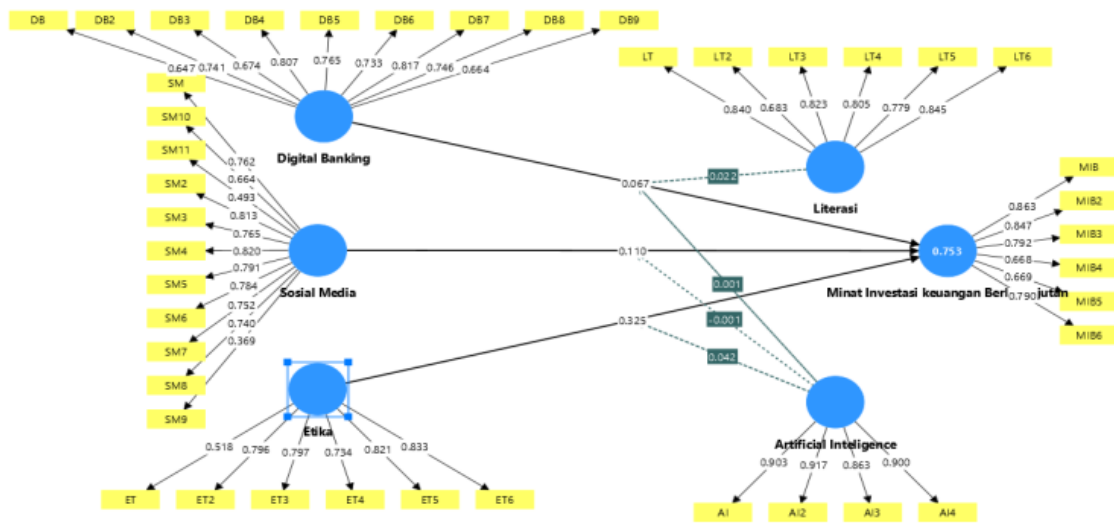 DB DB2 DB3 DB4 DB5 DB6 DB7 DB8 DB9
0.647 0.741 0.674 0.807 0.765 0.733 0.817 0.746 0.664
Digital Banking
LT LT2 LT3 LT4 LT5 LT6
0.840 0.683 0.823 0.805 0.779 0.845
Literasi
SM
SM10
SM11
SM2
SM3
SM4
SM5
SM6
SM7
SM8
SM9
0.762
0.664
0.493
0.813
0.765
0.820
0.791
0.784
0.752
0.740
0.369
Sosial Media
0.067
0.022
0.110
0.001
-0.001
0.325
0.042
MIB
MIB2
MIB3
MIB4
MIB5
MIB6
0.863
0.847
0.792
0.668
0.669
0.790
0.753
Minat Investasi keuangan Berl jutan
Etika
0.518 0.796 0.797 0.734 0.821 0.833
ET ET2 ET3 ET4 ET5 ET6
Artificial Inteligence
0.903 0.917 0.863 0.900
AI AI2 AI3 AI4